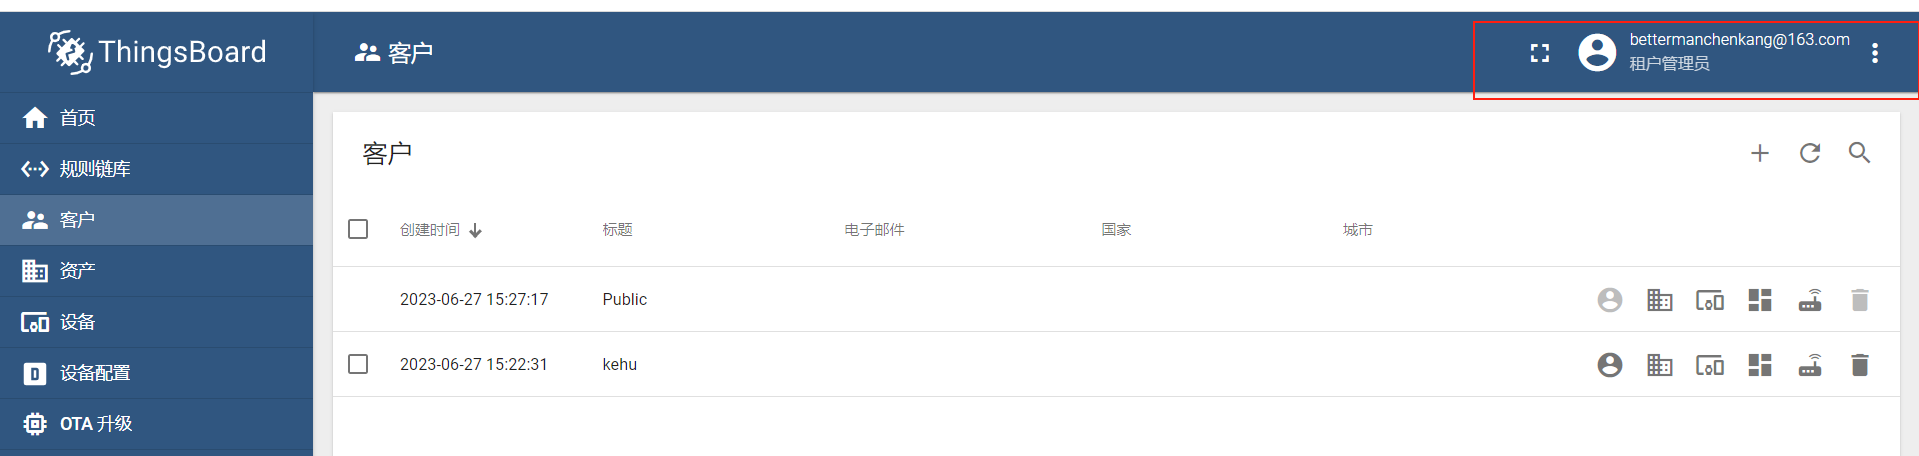 ThingsBoard
客户
bettermanchenkang@163.com
租户管理员
首页
规则链库
客户
资产
设备
设备配置
OTA 升级
客户
创建时间 标题 电子邮件 国家 城市
2023-06-27 15:27:17 Public
2023-06-27 15:22:31 kehu